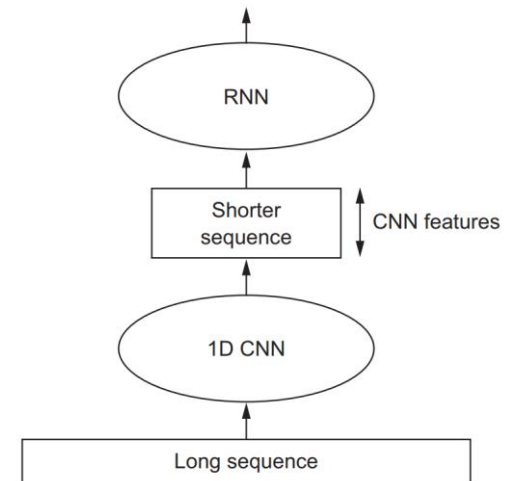 RNN
Shorter
sequence
CNN features
1D CNN
Long sequence